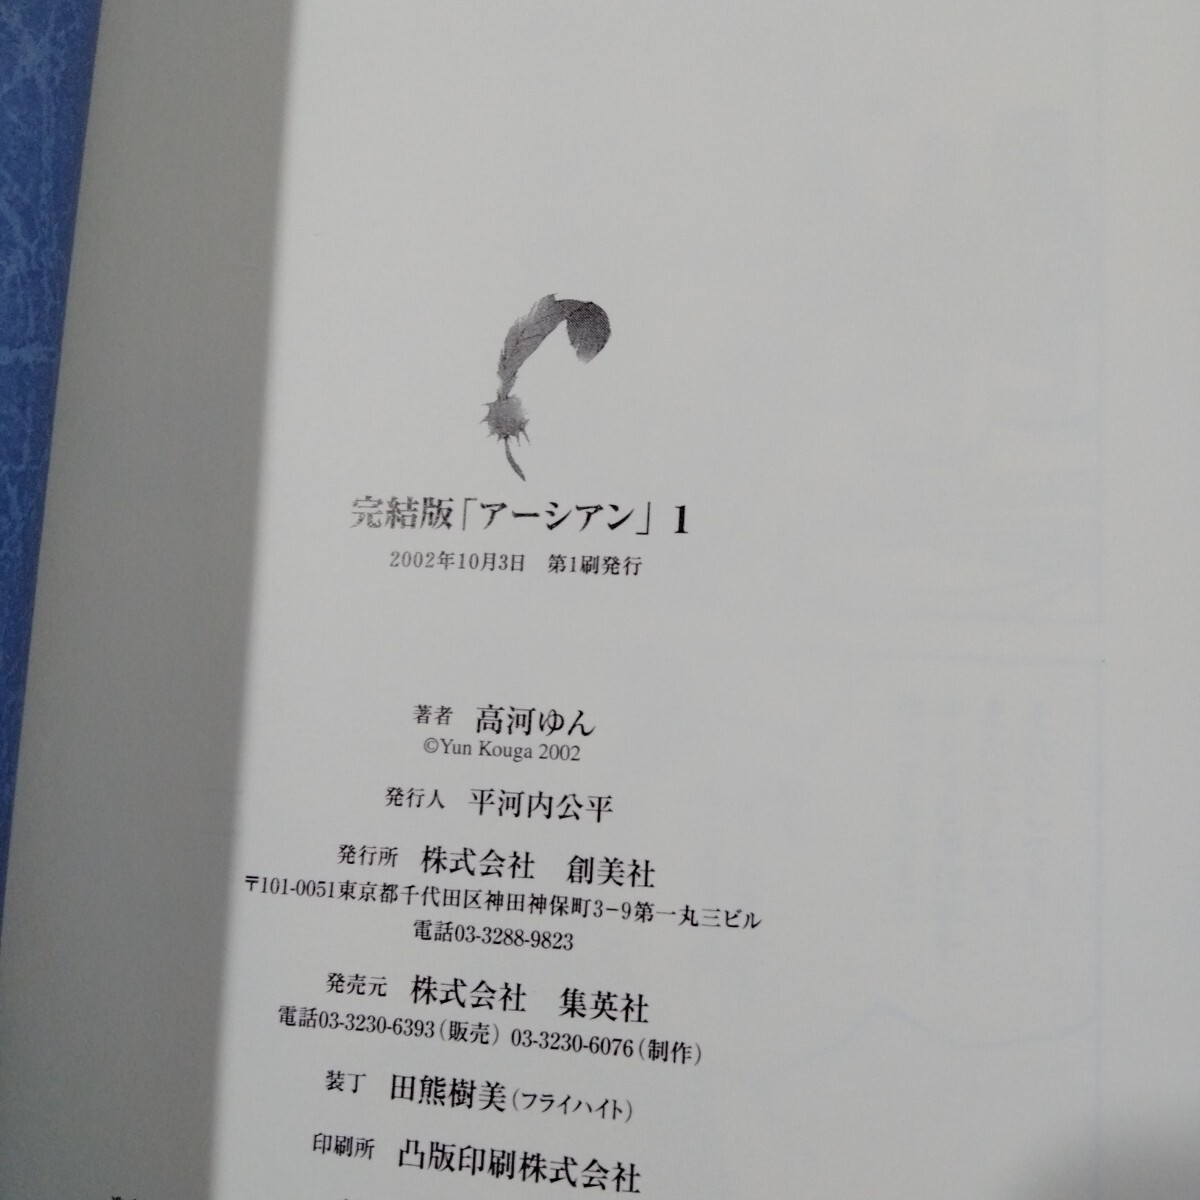 完結版「アーシアン」1
2002年10月3日　第1刷発行
著者　高河ゆん
©Yun Kouga 2002
発行人　平河内公平
発行所　株式会社　創美社
〒101-0051東京都千代田区神田神保町3-9第一丸三ビル
電話03-3288-9823
発売元　株式会社　集英社
電話03-3230-6393（販売）03-3230-6076（制作）
装丁　田熊樹美（フライハイト）
印刷所　凸版印刷株式会社